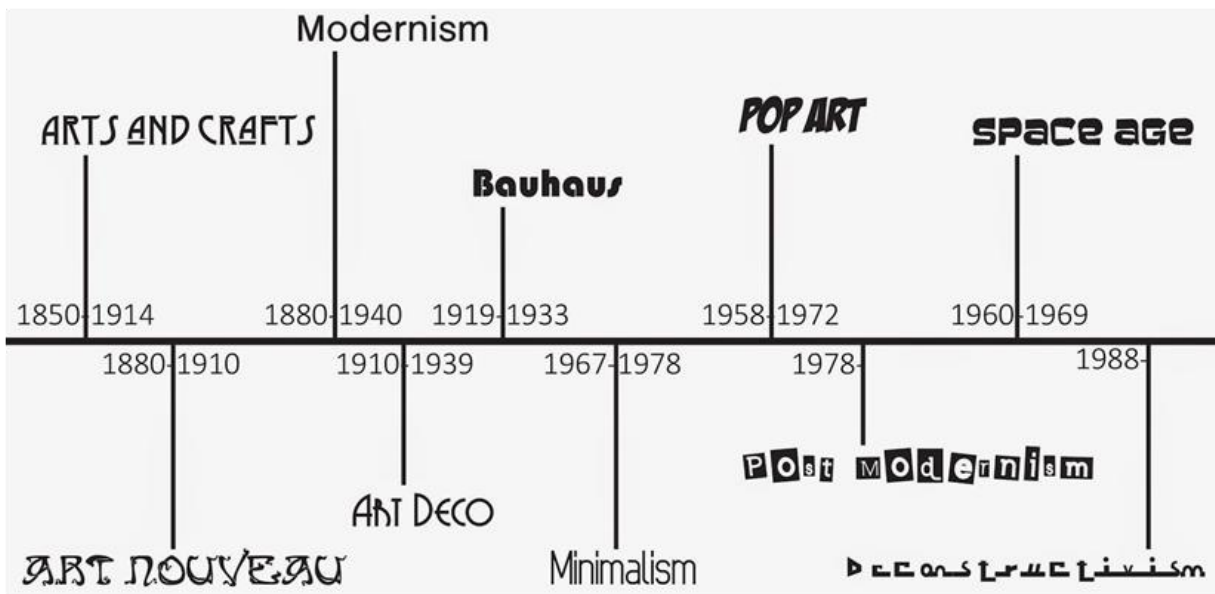 Modernism
ARTS AND CRAFTS
POP ART
SPACE AGE
Bauhaus
1850-1914
1880-1940
1919-1933
1958-1972
1960-1969
1880-1910
1910-1939
1967-1978
1978-
1988-
Post Modernism
ART DECO
ART NOUVEAU
Minimalism
Deconstructivism